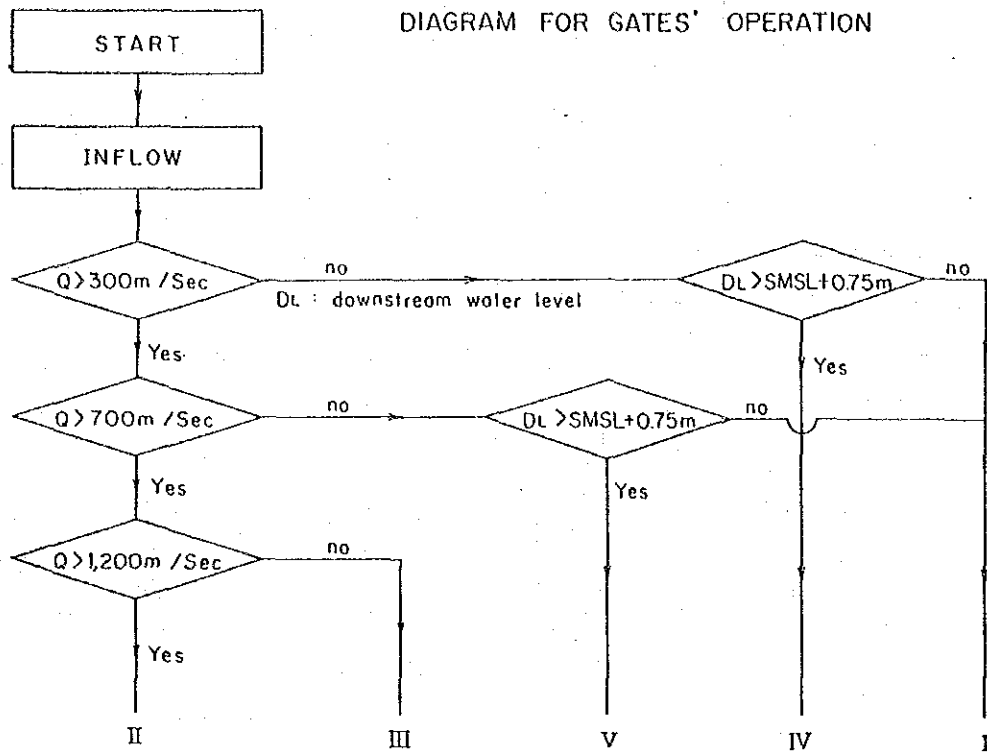 DIAGRAM FOR GATES' OPERATION
START
INFLOW
Q>300m /Sec
no
DL : downstream water level
DL >SMSL+0.75m
no
Yes
Yes
Q>700m /Sec
no
DL >SMSL+0.75m
no
Yes
Yes
Q>1,200m /Sec
no
Yes
II
III
V
IV
I